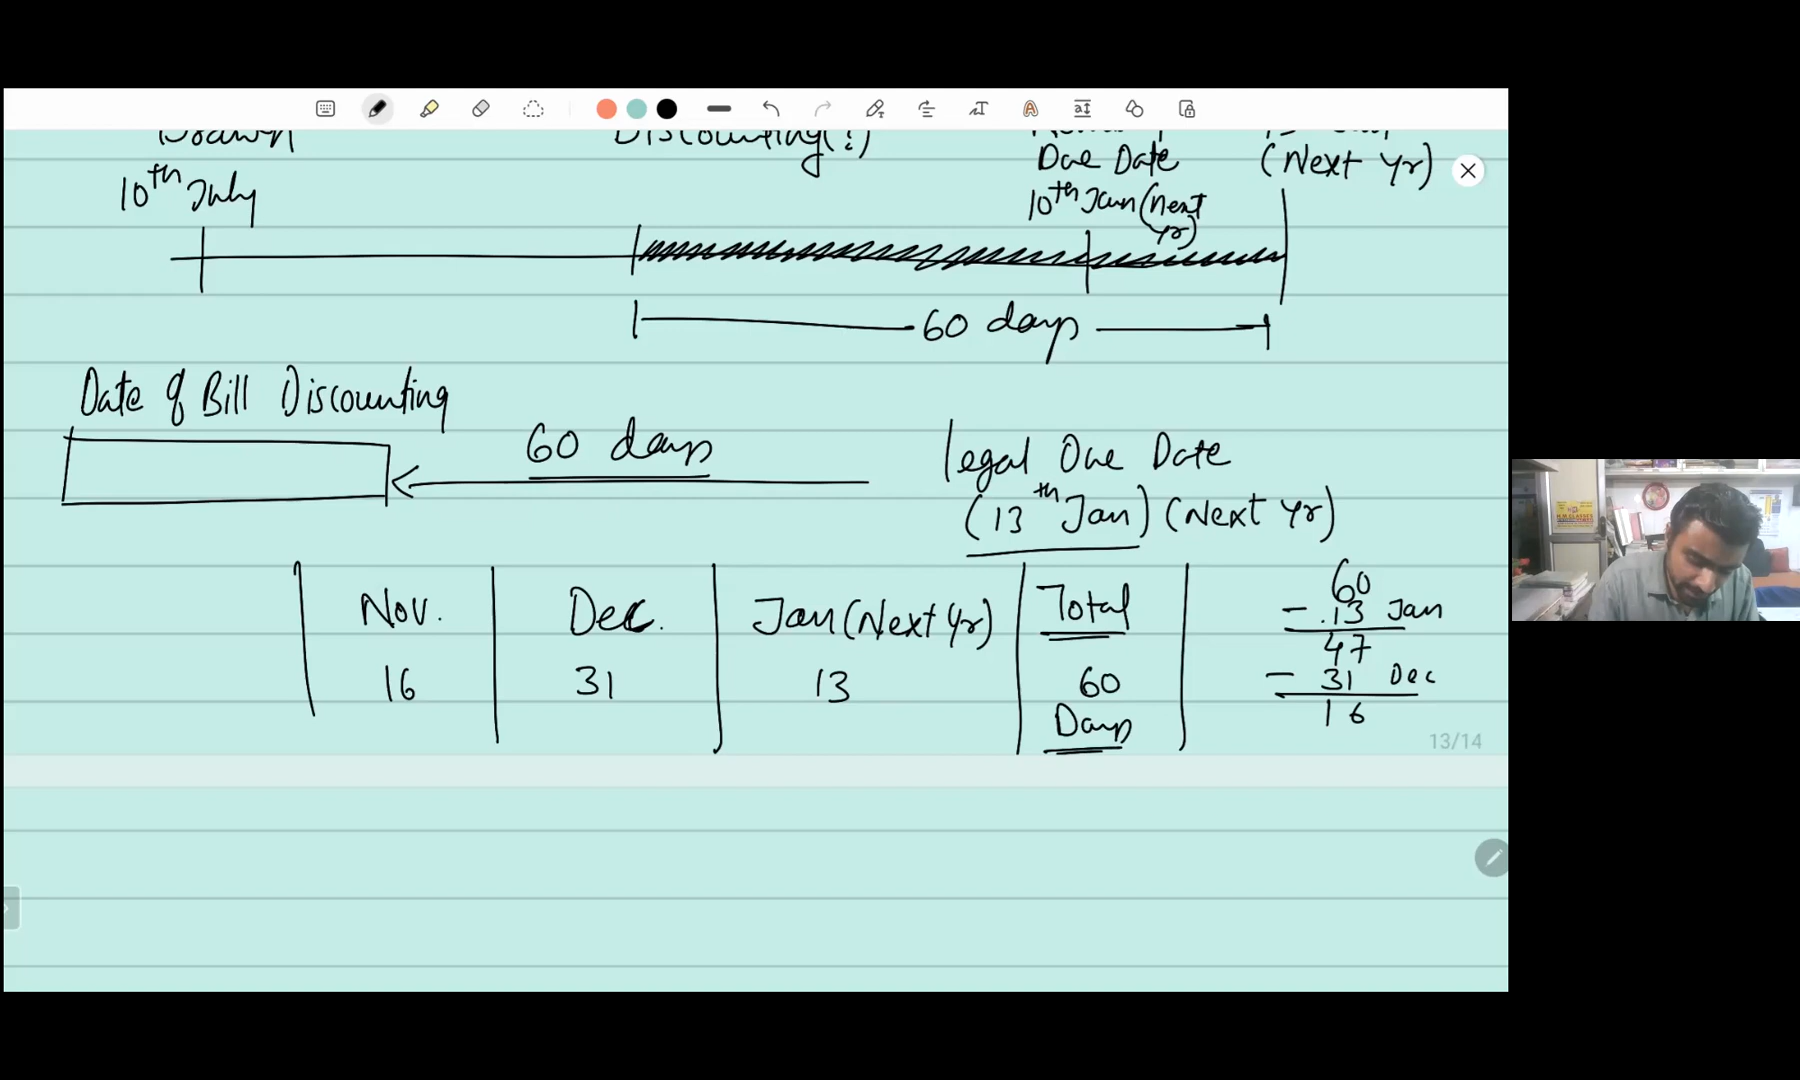 Drawn
Discounting(?)
Due Date
(Next Yr)
10th July
10th Jan (Next
Yr)
60 days
Date of Bill Discounting
60 days
Legal Due Date
(13th Jan) (Next Yr)
Nov. Dec. Jan (Next Yr) Total
16 31 13 60
Days
60
- 13 Jan
47
- 31 Dec
16
13/14